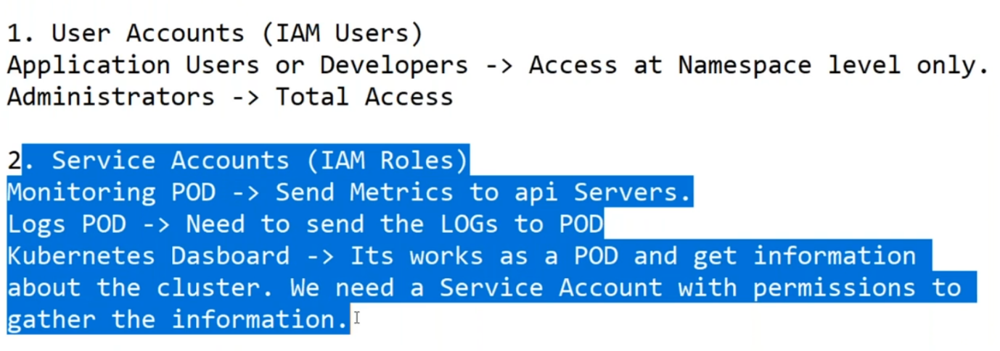 1. User Accounts (IAM Users)
Application Users or Developers -> Access at Namespace level only.
Administrators -> Total Access
2. Service Accounts (IAM Roles)
Monitoring POD -> Send Metrics to api Servers.
Logs POD -> Need to send the LOGs to POD
Kubernetes Dasboard -> Its works as a POD and get information
about the cluster. We need a Service Account with permissions to
gather the information.